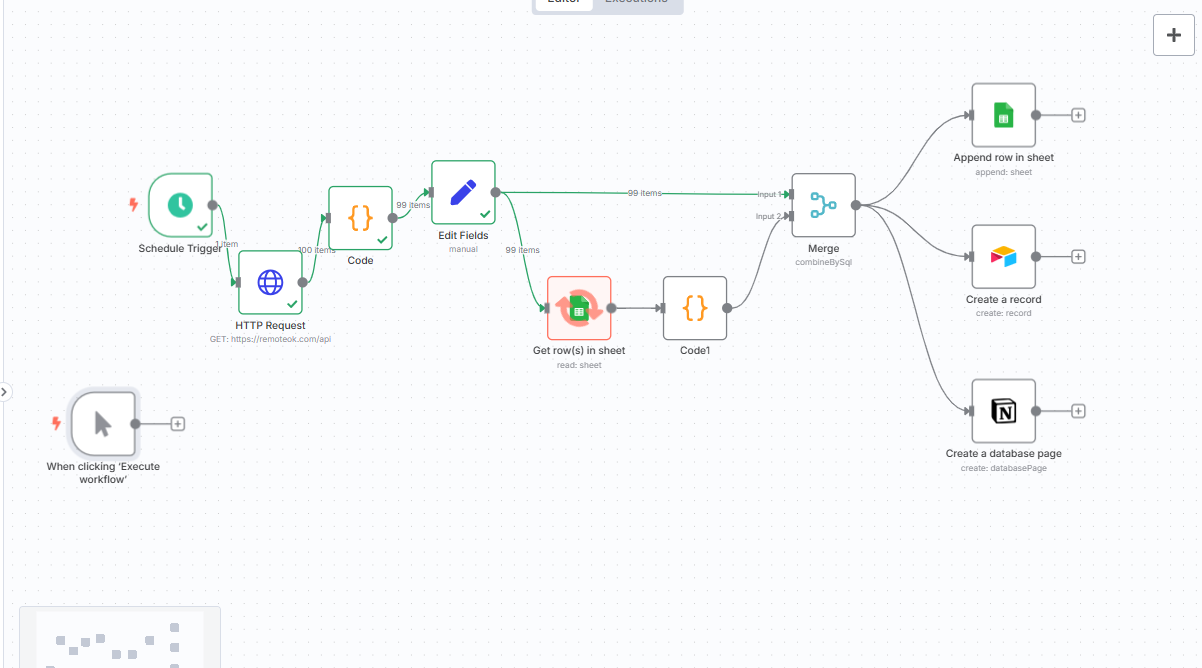 Editor
Executions
Append row in sheet
append: sheet
99 items
Edit Fields
manual
99 items
Input 1
Input 2
Merge
combineBySql
Schedule Trigger
1 item
100 items
Code
99 items
HTTP Request
GET: https://remoteok.com/api
Get row(s) in sheet
read: sheet
Code1
Create a record
create: record
When clicking ‘Execute
workflow’
Create a database page
create: databasePage